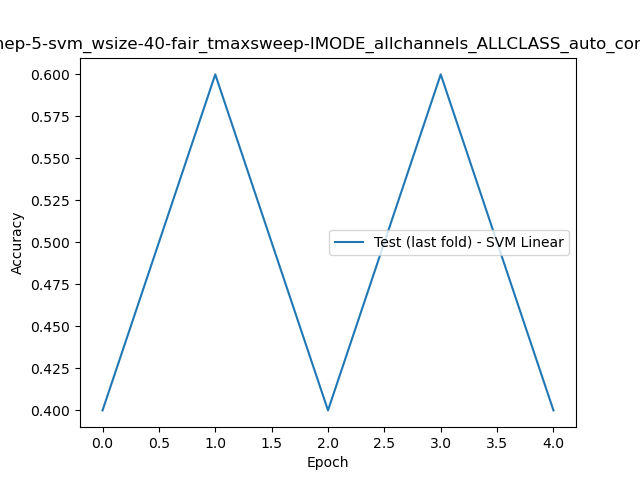 nep-5-svm_wsize-40-fair_tmaxsweep-IMODE_allchannels_ALLCLASS_auto_cor
0.600
0.575
0.550
0.525
0.500
0.475
0.450
0.425
0.400
Accuracy
Test (last fold) - SVM Linear
0.0 0.5 1.0 1.5 2.0 2.5 3.0 3.5 4.0
Epoch